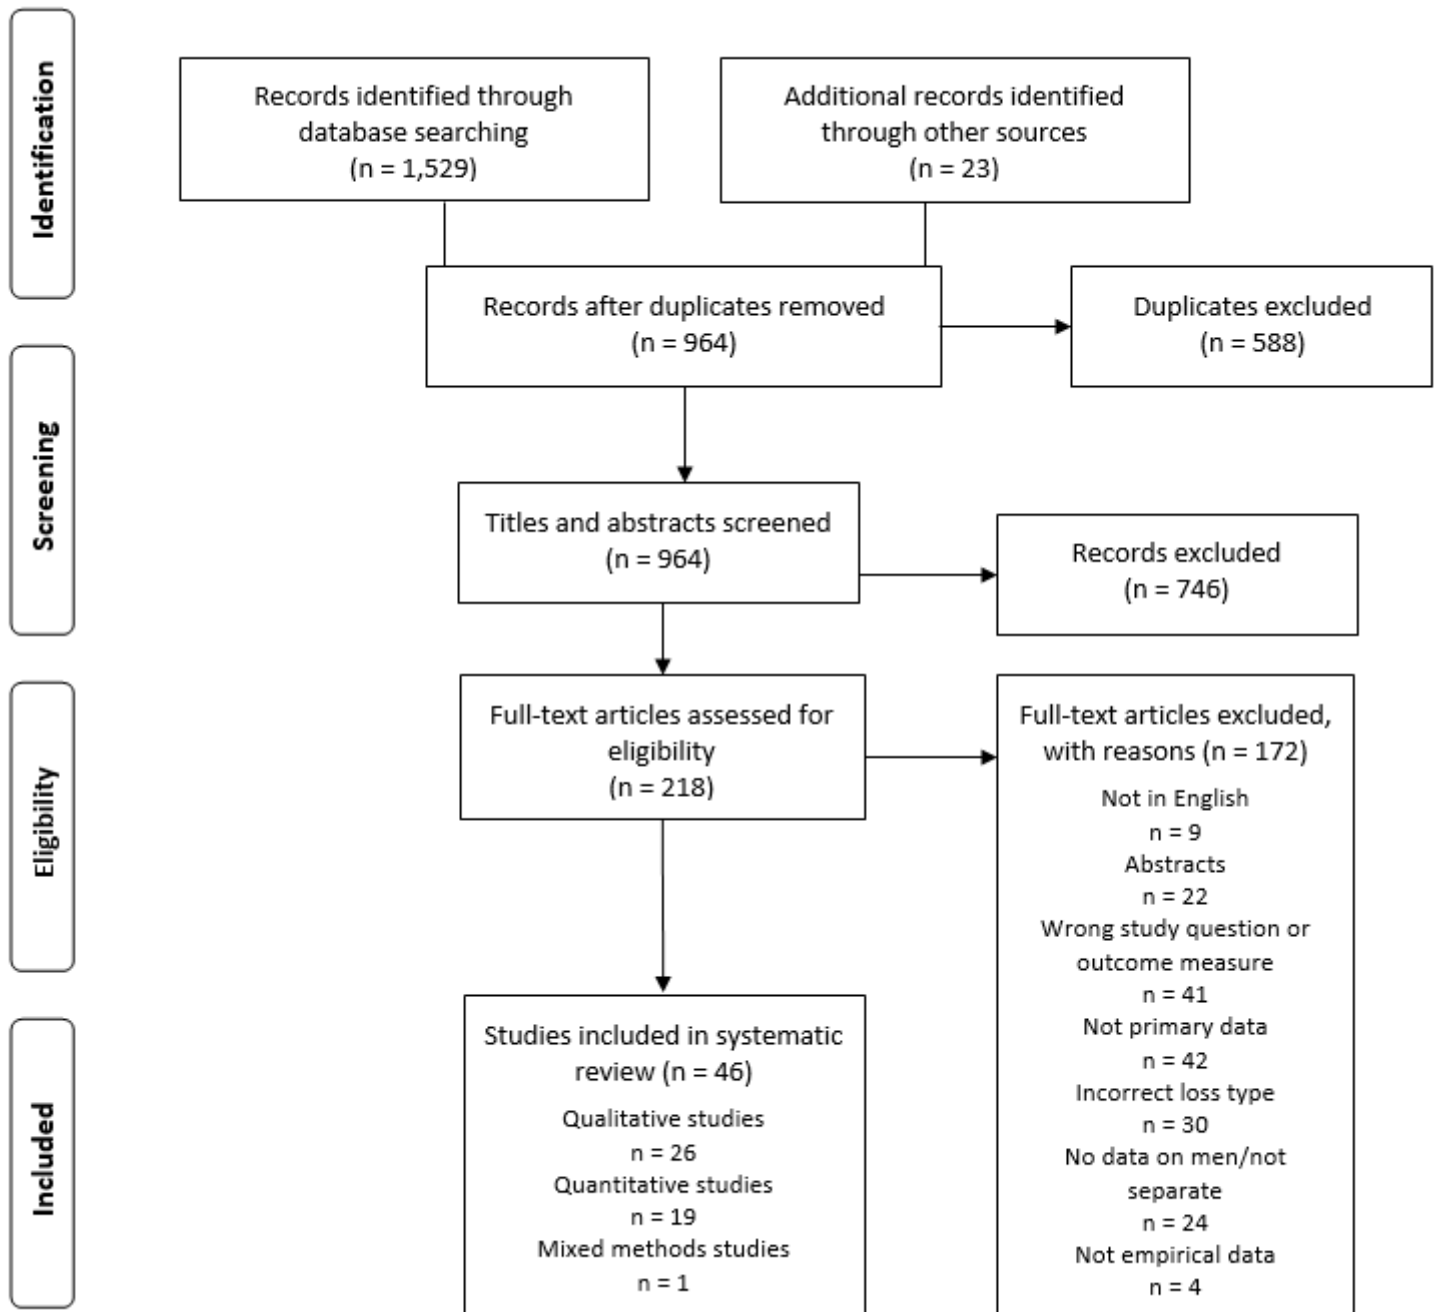 Identification
Records identified through
database searching
(n = 1,529)
Additional records identified
through other sources
(n = 23)
Records after duplicates removed
(n = 964)
Duplicates excluded
(n = 588)
Screening
Titles and abstracts screened
(n = 964)
Records excluded
(n = 746)
Eligibility
Full-text articles assessed for
eligibility
(n = 218)
Full-text articles excluded,
with reasons (n = 172)
Not in English
n = 9
Abstracts
n = 22
Wrong study question or
outcome measure
n = 41
Not primary data
n = 42
Incorrect loss type
n = 30
No data on men/not
separate
n = 24
Not empirical data
n = 4
Included
Studies included in systematic
review (n = 46)
Qualitative studies
n = 26
Quantitative studies
n = 19
Mixed methods studies
n = 1